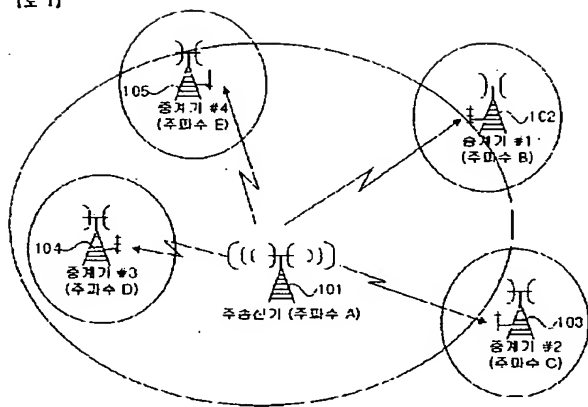 [도 1]
105
중계기 #4
(주파수 E)
102
중계기 #1
(주파수 B)
104
중계기 #3
(주파수 D)
101
주송신기 (주파수 A)
103
중계기 #2
(주파수 C)